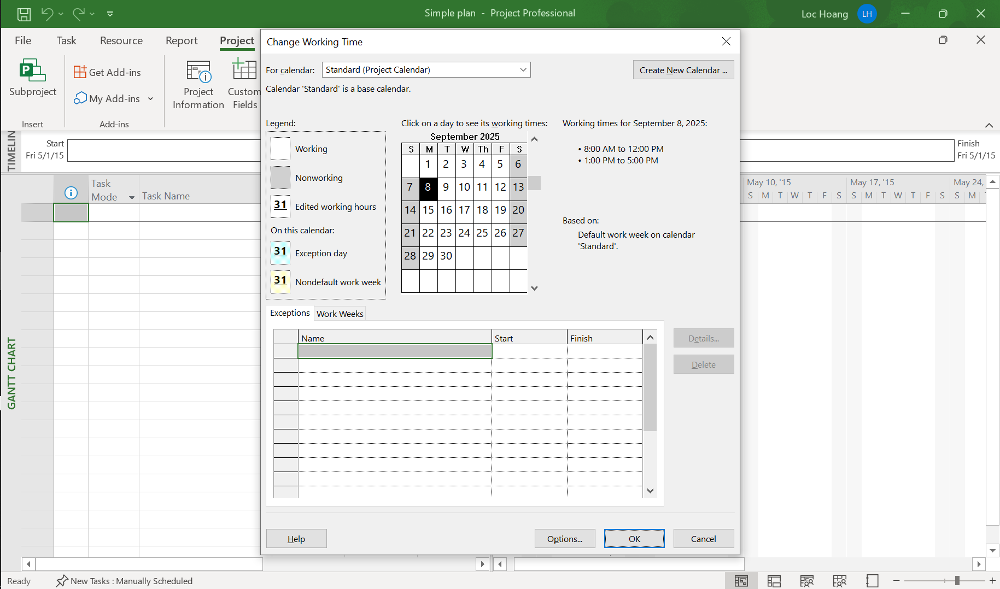 Simple plan - Project Professional
Loc Hoang LH
File Task Resource Report Project
Subproject
Get Add-ins
My Add-ins
Project Information
Custom Fields
Insert
Add-ins
Change Working Time
For calendar: Standard (Project Calendar)
Create New Calendar ...
Calendar 'Standard' is a base calendar.
Legend:
Working
Nonworking
31 Edited working hours
On this calendar:
31 Exception day
31 Nondefault work week
Click on a day to see its working times:
September 2025
S M T W Th F S
1 2 3 4 5 6
7 8 9 10 11 12 13
14 15 16 17 18 19 20
21 22 23 24 25 26 27
28 29 30
Working times for September 8, 2025:
• 8:00 AM to 12:00 PM
• 1:00 PM to 5:00 PM
Based on:
Default work week on calendar
'Standard'.
Exceptions Work Weeks
Name Start Finish
Details...
Delete
Help
Options...
OK
Cancel
TIMELIN
Start
Fri 5/1/15
Finish
Fri 5/1/15
GANTT CHART
Task
Mode
Task Name
May 10, '15 May 17, '15 May 24,
S M T W T F S S M T W T F S S M
Ready
New Tasks : Manually Scheduled